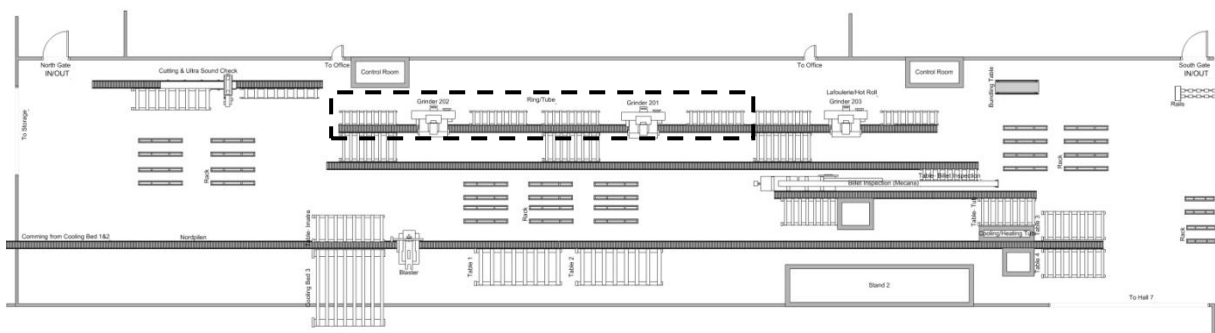 North Gate
IN/OUT
Cutting & Ultra Sound Check
To Office
Control Room
Ring/Tube
Grinder 202
Grinder 201
To Office
Lafoulerie/Hot Roll
Grinder 203
Control Room
Bundling Table
South Gate
IN/OUT
Rails
To Storage
Rack
Rack
Rack
Rack
Table- Billet Inspection
Billet Inspection (Mecana)
Table- Tub
Cooling/Heating Tub
Table 3
Table 4
Comming from Cooling Bed 1&2
Nordpilen
Cooling Bed 3
Blaster
Table 1
Table 2
Stand 2
To Hall 7